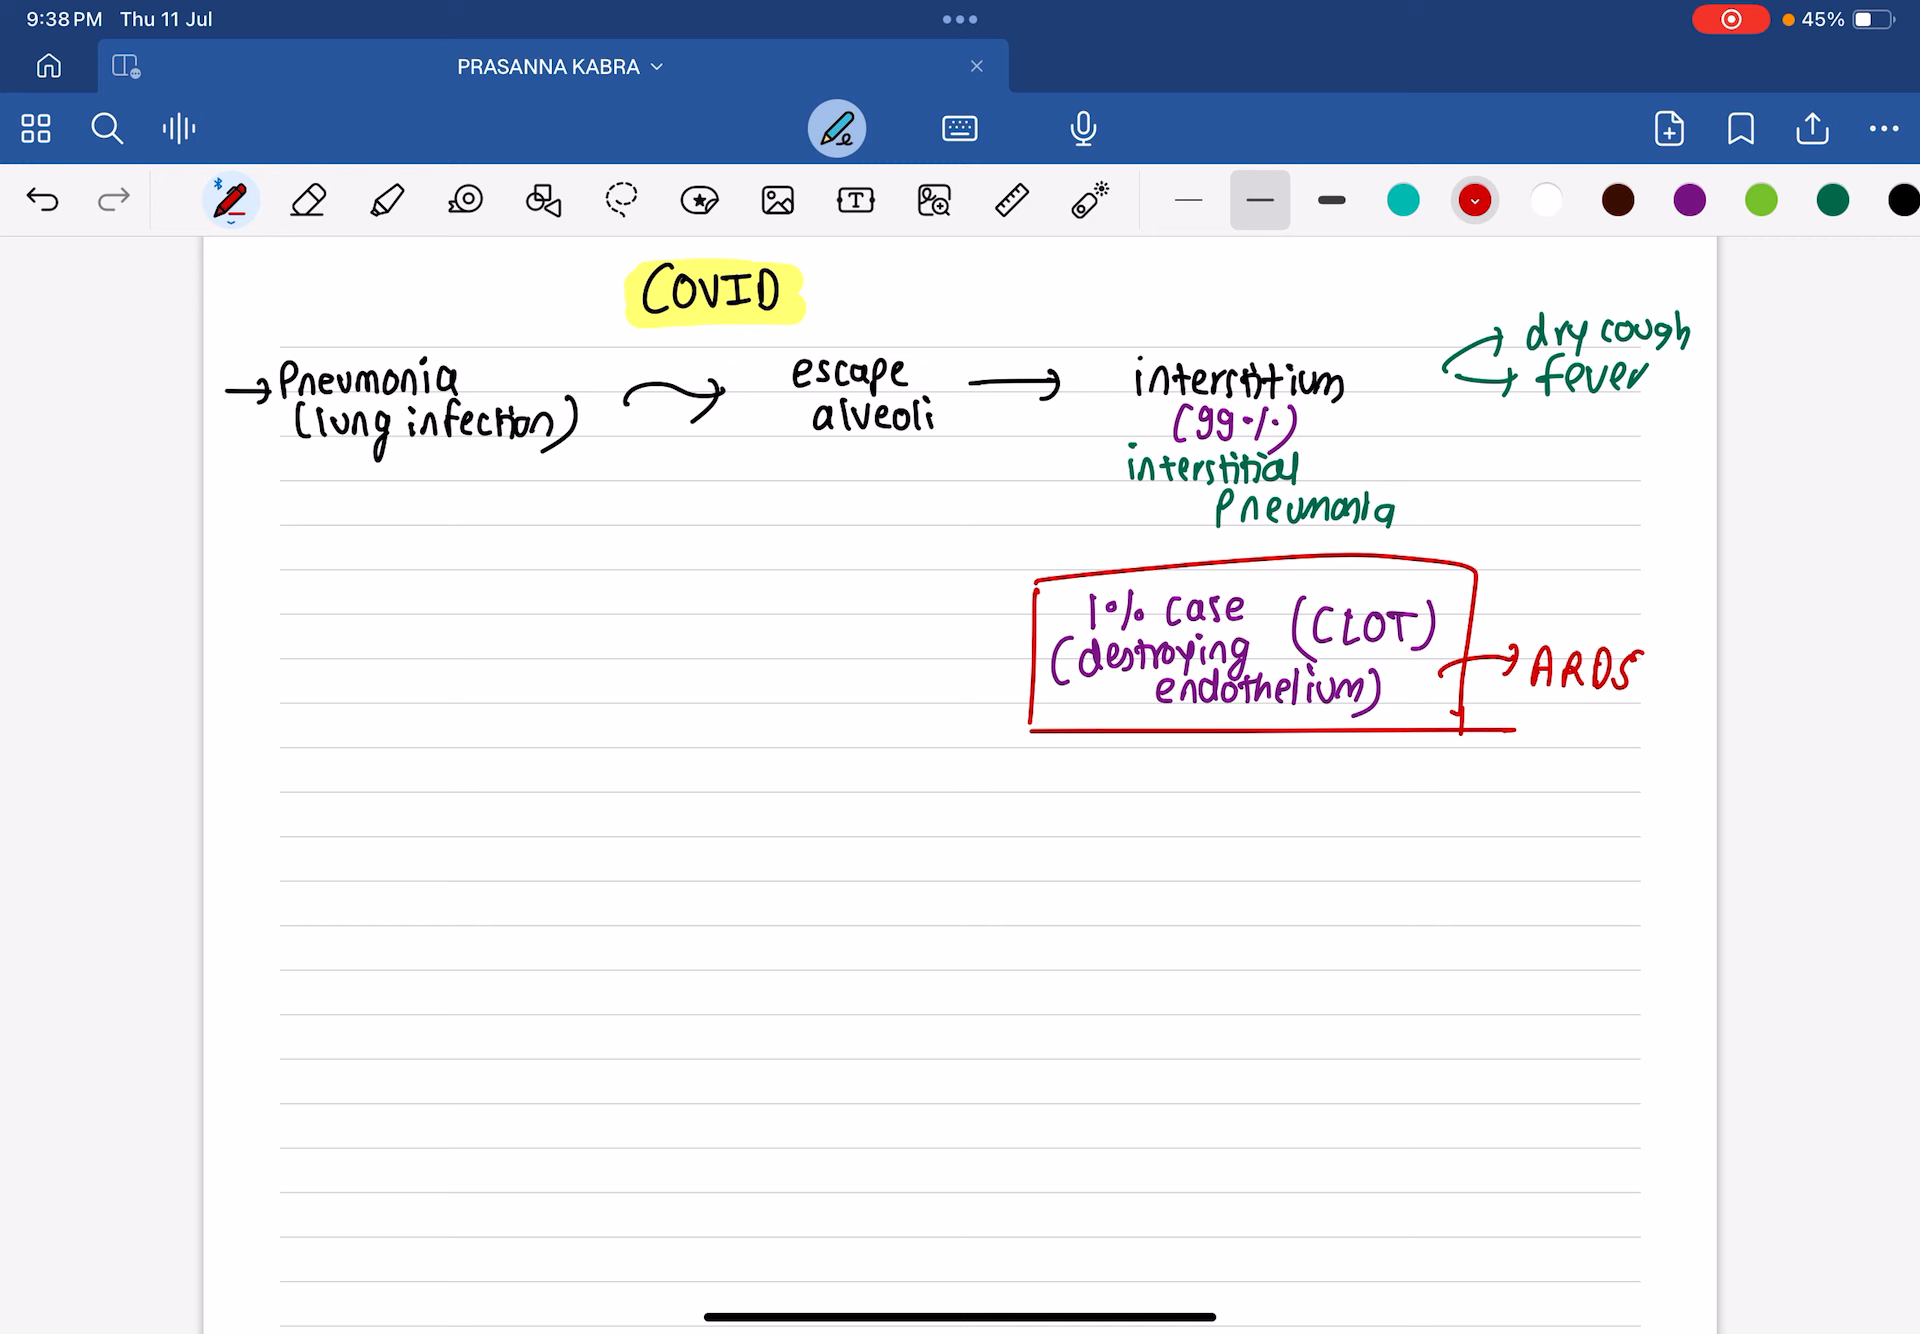 9:38 PM Thu 11 Jul
45%
PRASANNA KABRA
COVID
→ Pneumonia
(lung infection)
escape
alveoli
interstitium
(99%)
interstitial
Pneumonia
dry cough
fever
1% case (CLOT)
(destroying
endothelium)
ARDS